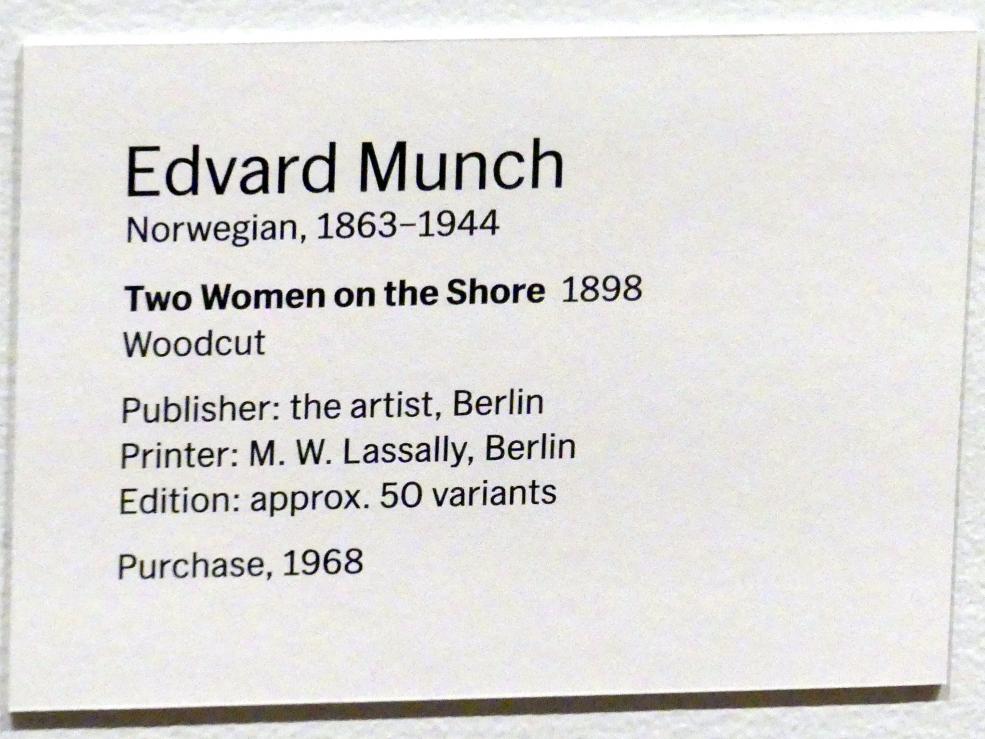 Edvard Munch
Norwegian, 1863–1944
Two Women on the Shore 1898
Woodcut
Publisher: the artist, Berlin
Printer: M. W. Lassally, Berlin
Edition: approx. 50 variants
Purchase, 1968